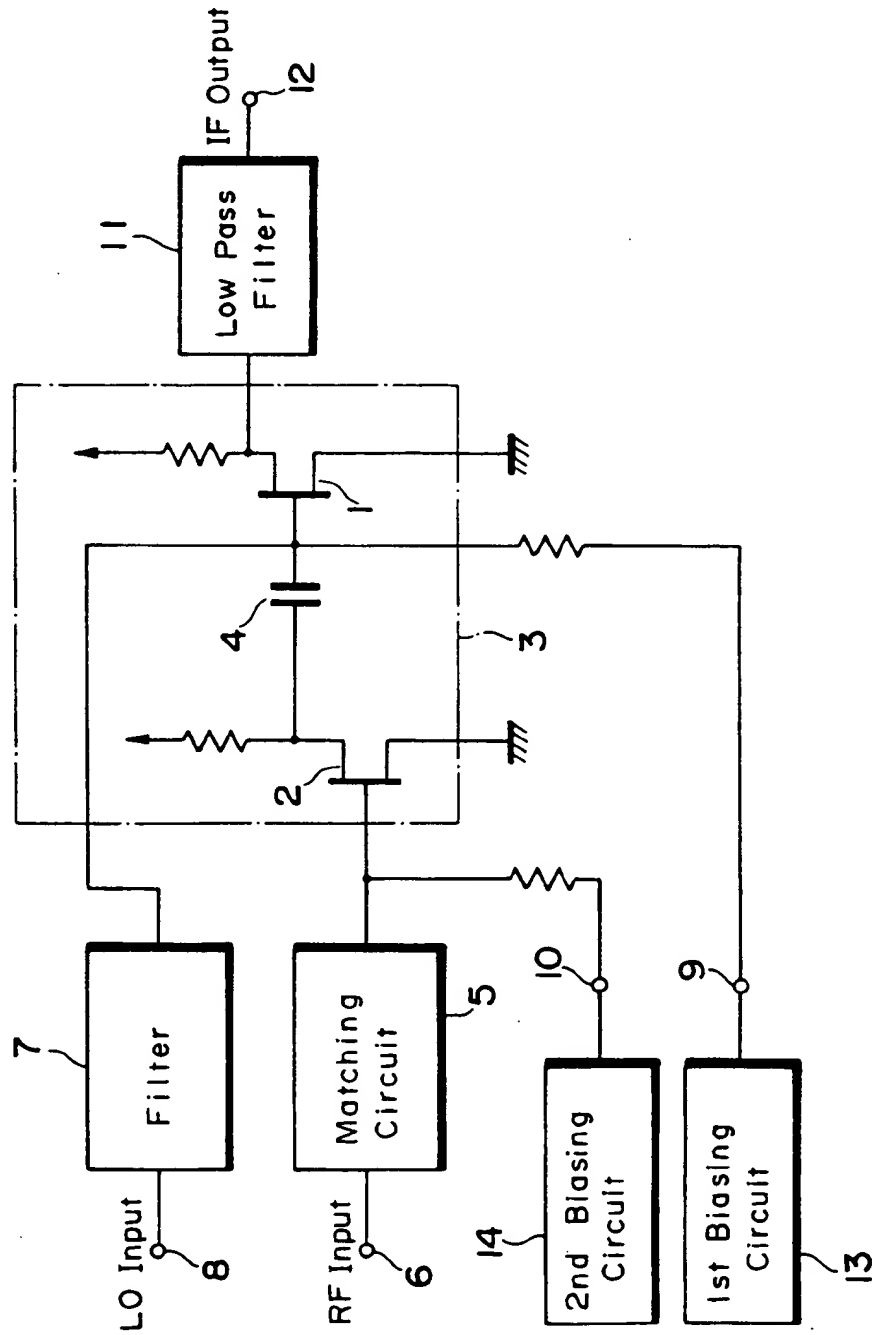 LO Input
8
7
Filter
RF Input
6
Matching
Circuit
5
14
2nd Biasing
Circuit
10
1st Biasing
Circuit
13
9
2
4
3
1
11
Low Pass
Filter
IF Output
12